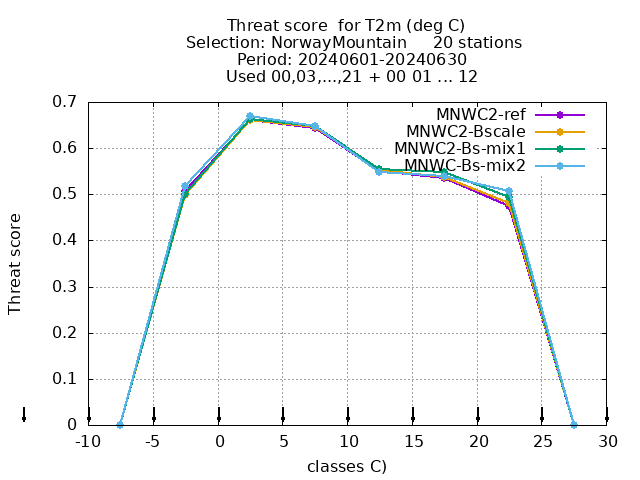 Threat score  for T2m (deg C)
Selection: NorwayMountain     20 stations
Period: 20240601-20240630
Used 00,03,...,21 + 00 01 ... 12
MNWC2-ref
MNWC2-Bscale
MNWC2-Bs-mix1
MNWC-Bs-mix2
Threat score
0.7
0.6
0.5
0.4
0.3
0.2
0.1
0
-10 -5 0 5 10 15 20 25 30
classes C)